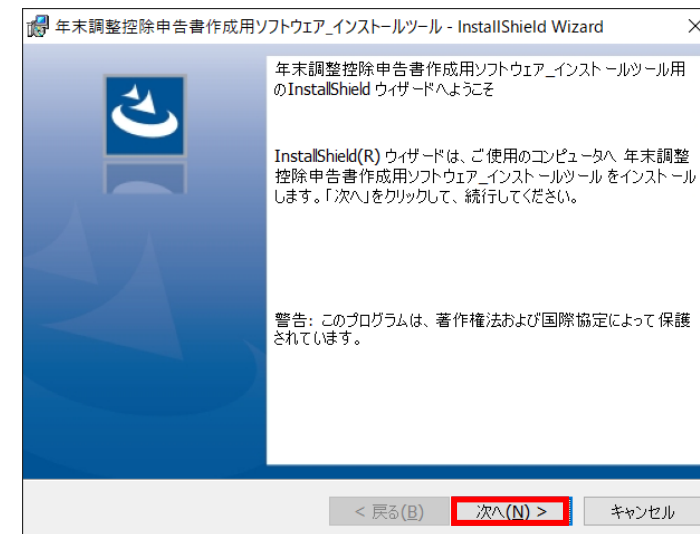 年末調整控除申告書作成用ソフトウェア_インストールツール - InstallShield Wizard
年末調整控除申告書作成用ソフトウェア_インストールツール用
のInstallShield ウィザードへようこそ
InstallShield(R) ウィザードは、ご使用のコンピュータへ 年末調整
控除申告書作成用ソフトウェア_インストールツール をインストール
します。「次へ」をクリックして、続行してください。
警告: このプログラムは、著作権法および国際協定によって保護
されています。
< 戻る(B) 次へ(N) > キャンセル